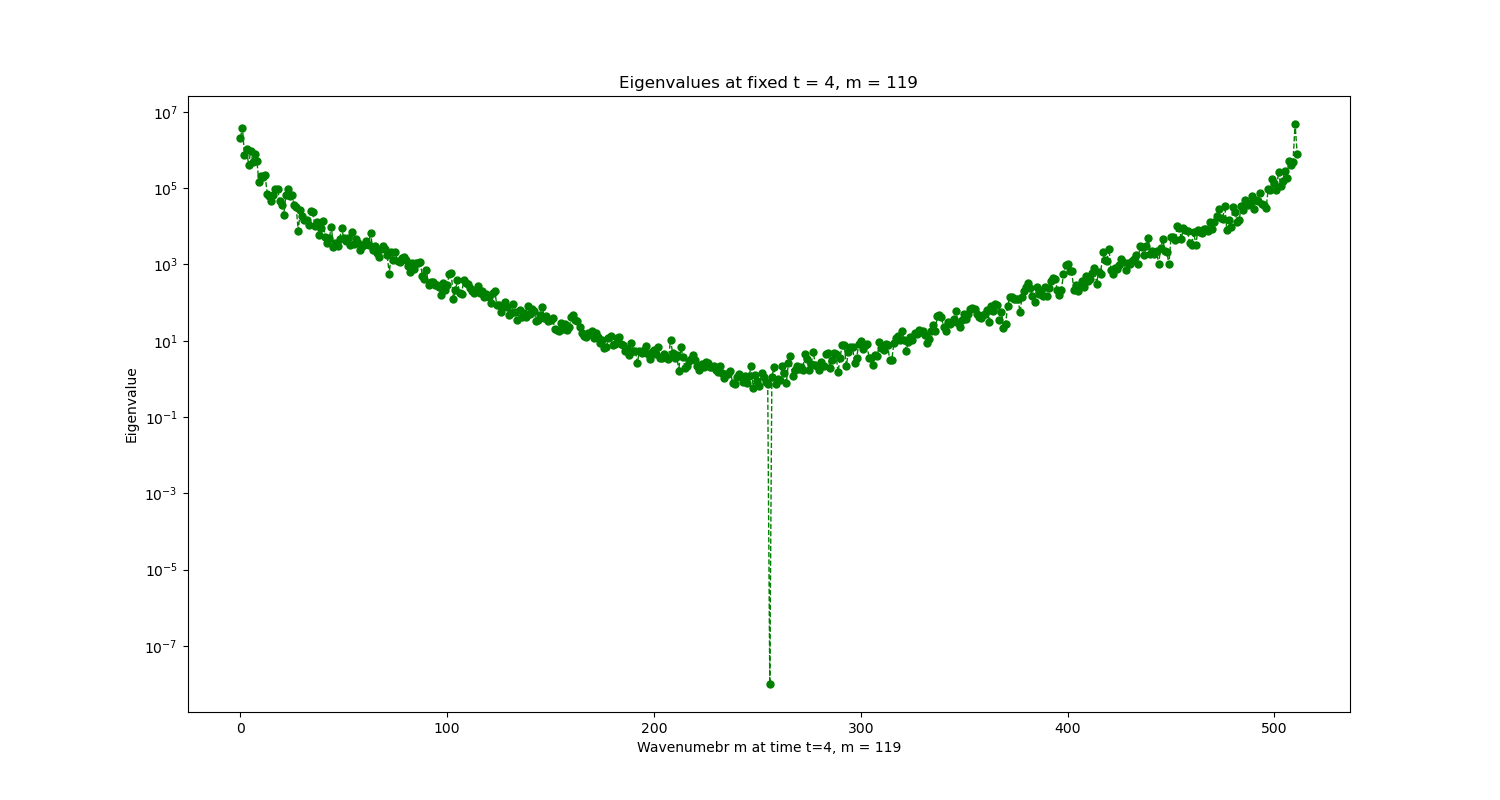 Eigenvalues at fixed t = 4, m = 119
10^7
10^5
10^3
10^1
10^-1
10^-3
10^-5
10^-7
Eigenvalue
0 100 200 300 400 500
Wavenumebr m at time t=4, m = 119